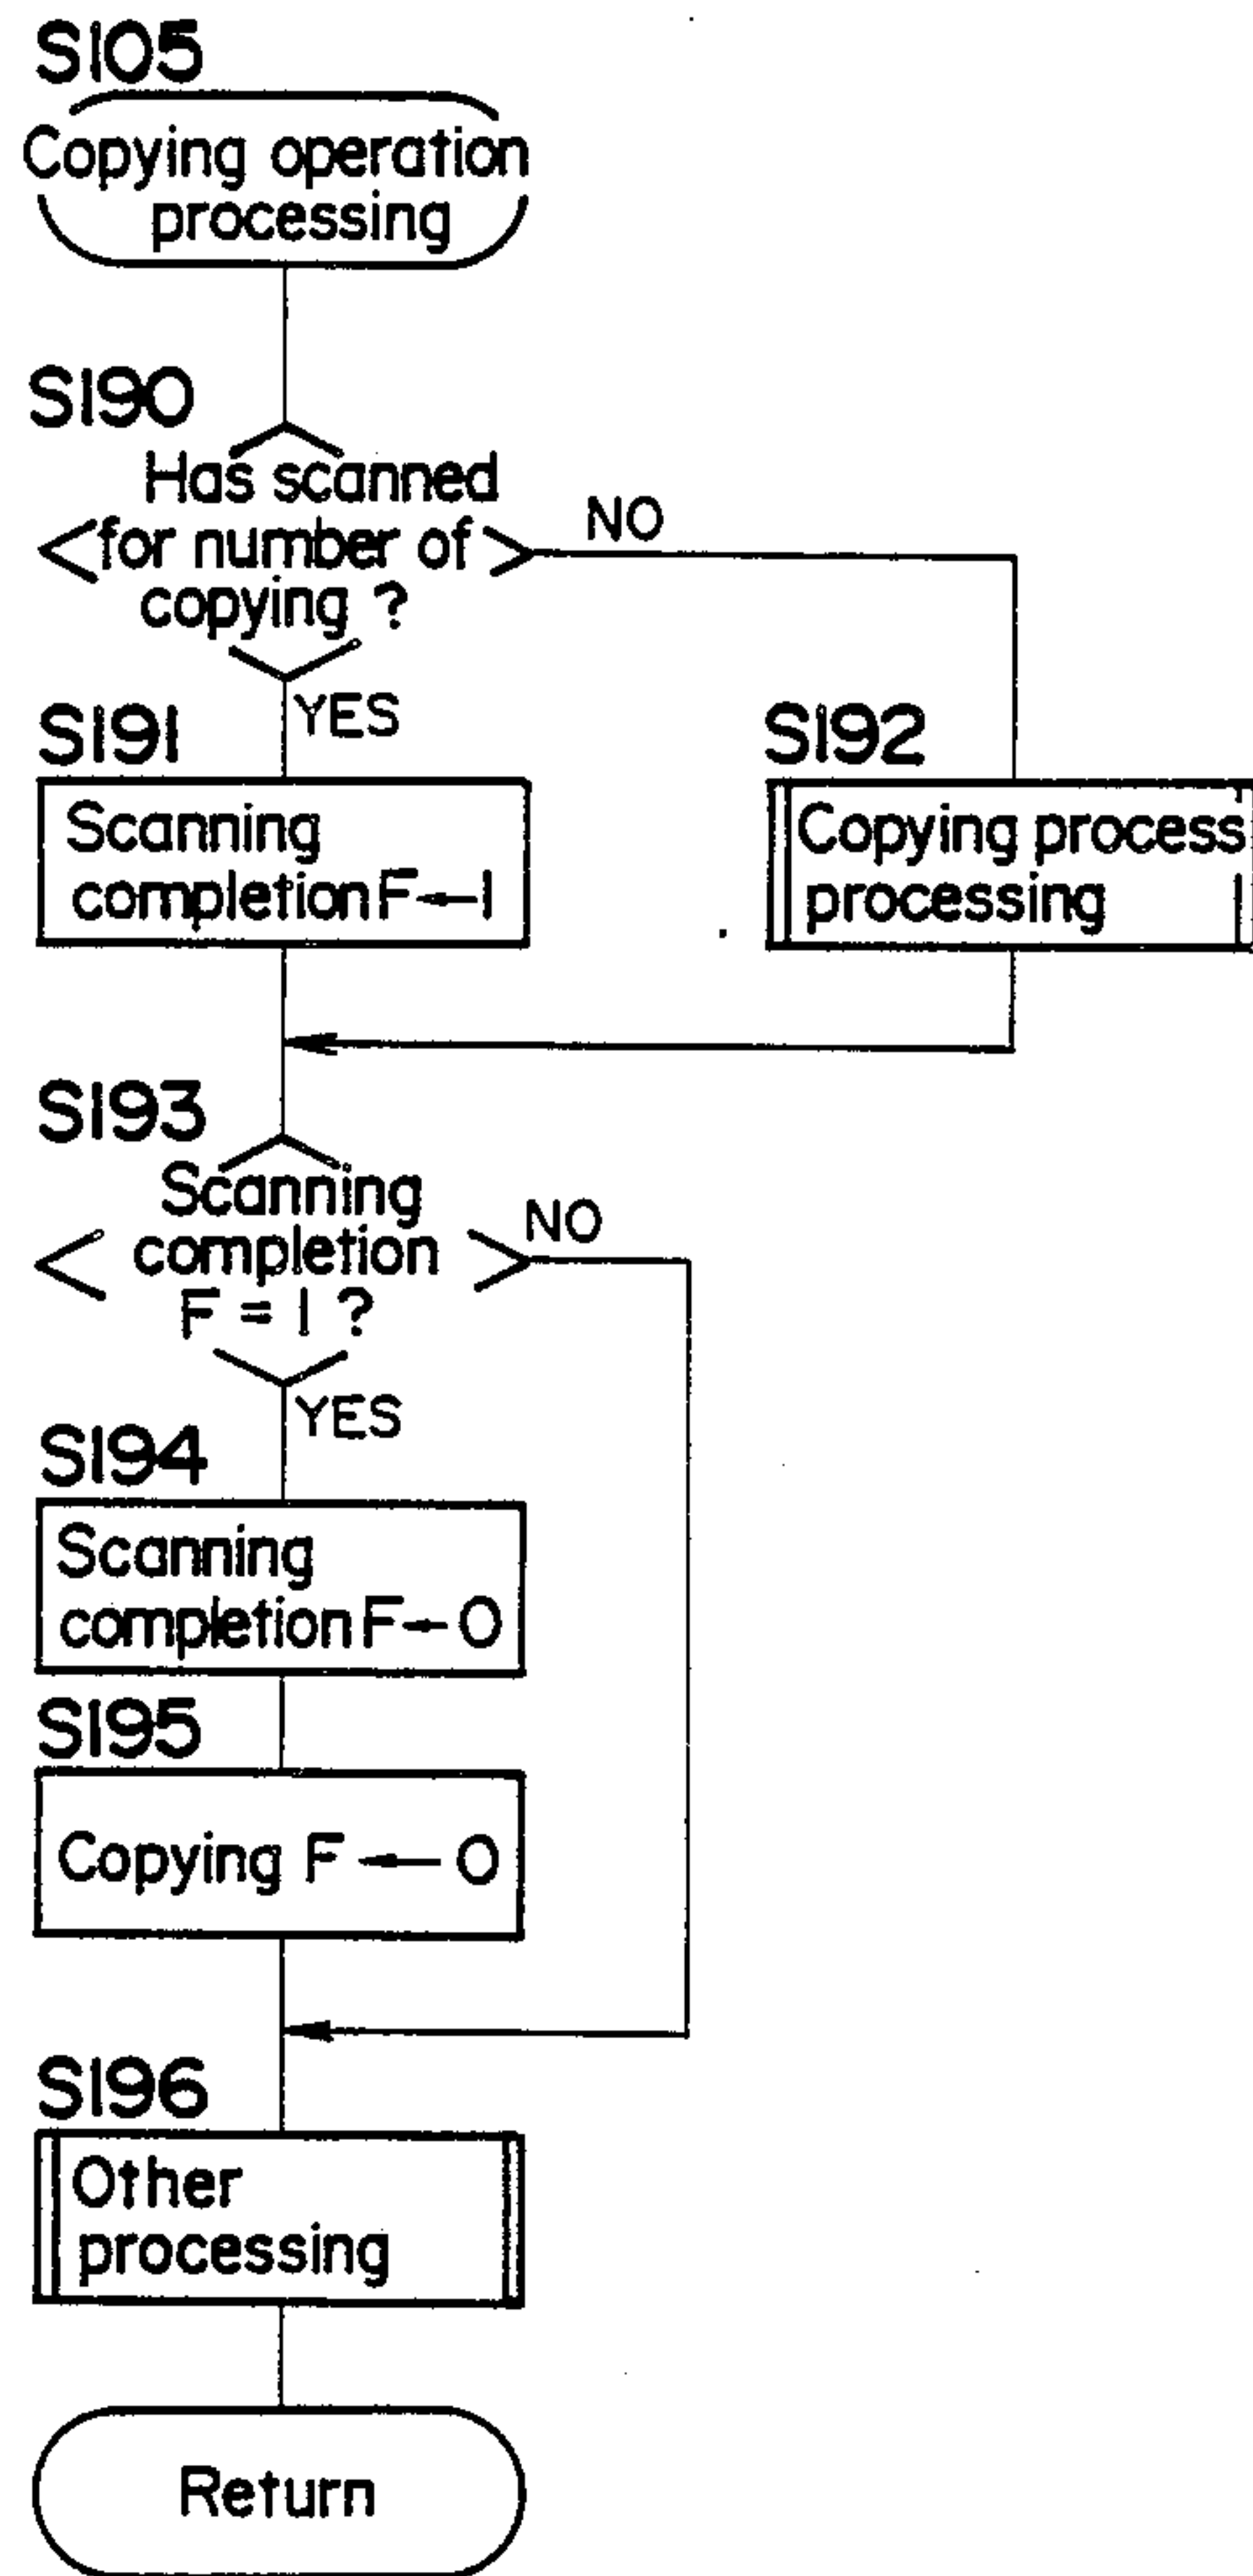 S105
Copying operation
processing
S190
Has scanned
for number of
copying ?
NO
YES
S191
Scanning
completion F←1
S192
Copying process
processing
S193
Scanning
completion
F = 1 ?
NO
YES
S194
Scanning
completion F←0
S195
Copying F ← 0
S196
Other
processing
Return